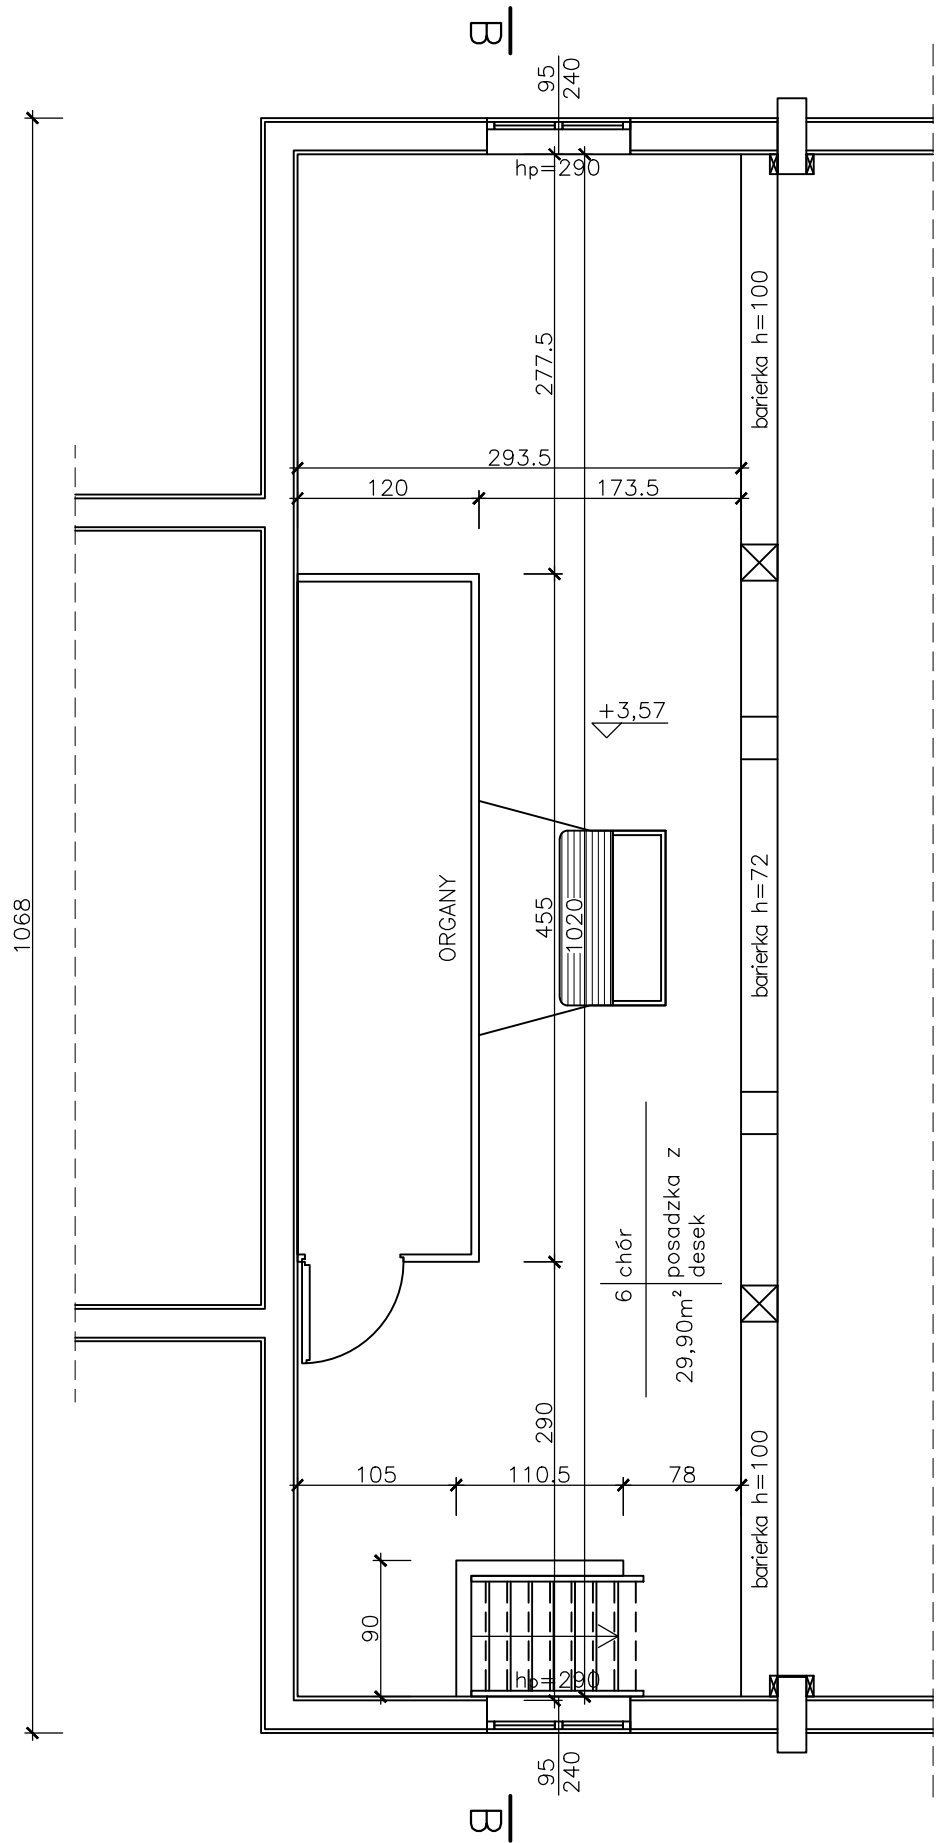 B
95
240
hp=290
277.5
barierka h=100
293.5
120
173.5
+3,57
1068
ORGANY
455
1020
barierka h=72
6 chór
29,90m² posadzka z
desek
290
105
110.5
78
barierka h=100
90
hp=290
95
240
B